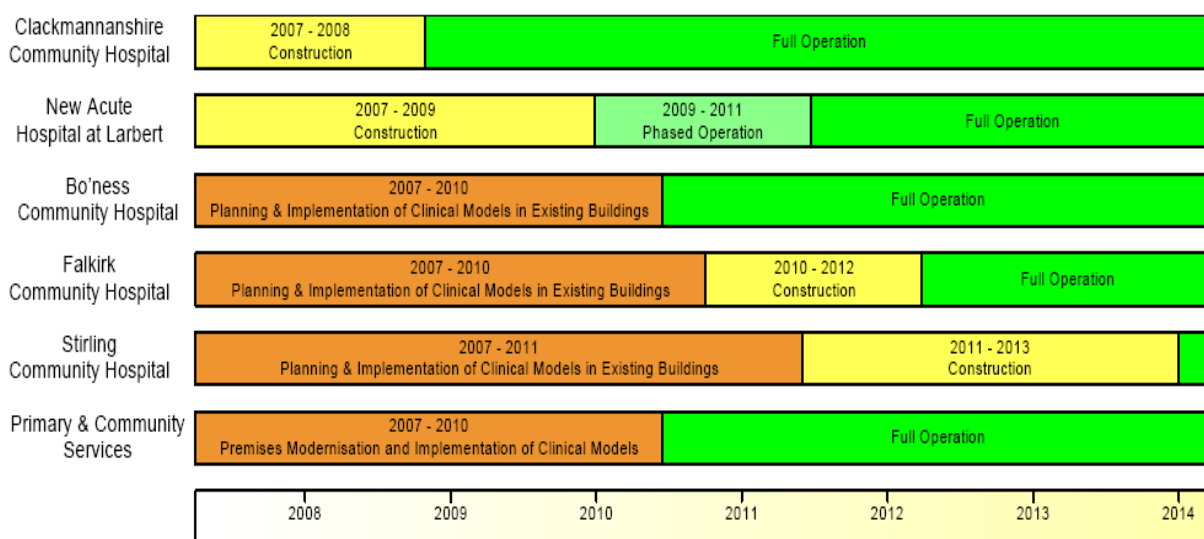 Clackmannanshire
Community Hospital
2007 - 2008
Construction
Full Operation
New Acute
Hospital at Larbert
2007 - 2009
Construction
2009 - 2011
Phased Operation
Full Operation
Bo'ness
Community Hospital
2007 - 2010
Planning & Implementation of Clinical Models in Existing Buildings
Full Operation
Falkirk
Community Hospital
2007 - 2010
Planning & Implementation of Clinical Models in Existing Buildings
2010 - 2012
Construction
Full Operation
Stirling
Community Hospital
2007 - 2011
Planning & Implementation of Clinical Models in Existing Buildings
2011 - 2013
Construction
Primary & Community
Services
2007 - 2010
Premises Modernisation and Implementation of Clinical Models
Full Operation
2008 2009 2010 2011 2012 2013 2014